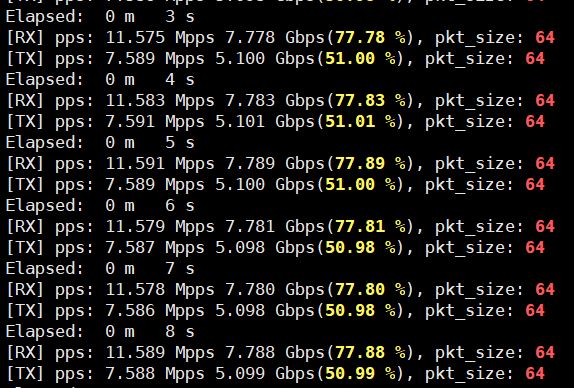 Elapsed:  0 m   3 s
[RX] pps: 11.575 Mpps 7.778 Gbps(77.78 %), pkt_size: 64
[TX] pps: 7.589 Mpps 5.100 Gbps(51.00 %), pkt_size: 64
Elapsed:  0 m   4 s
[RX] pps: 11.583 Mpps 7.783 Gbps(77.83 %), pkt_size: 64
[TX] pps: 7.591 Mpps 5.101 Gbps(51.01 %), pkt_size: 64
Elapsed:  0 m   5 s
[RX] pps: 11.591 Mpps 7.789 Gbps(77.89 %), pkt_size: 64
[TX] pps: 7.589 Mpps 5.100 Gbps(51.00 %), pkt_size: 64
Elapsed:  0 m   6 s
[RX] pps: 11.579 Mpps 7.781 Gbps(77.81 %), pkt_size: 64
[TX] pps: 7.587 Mpps 5.098 Gbps(50.98 %), pkt_size: 64
Elapsed:  0 m   7 s
[RX] pps: 11.578 Mpps 7.780 Gbps(77.80 %), pkt_size: 64
[TX] pps: 7.586 Mpps 5.098 Gbps(50.98 %), pkt_size: 64
Elapsed:  0 m   8 s
[RX] pps: 11.589 Mpps 7.788 Gbps(77.88 %), pkt_size: 64
[TX] pps: 7.588 Mpps 5.099 Gbps(50.99 %), pkt_size: 64